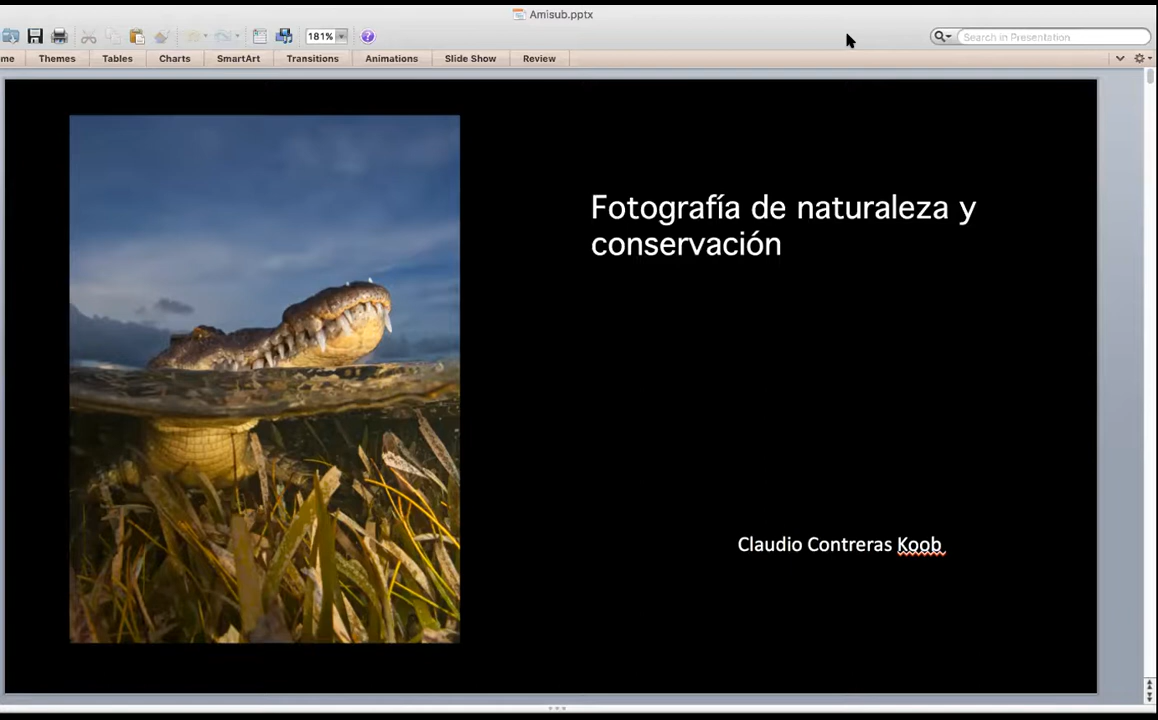 Amisub.pptx
181%
Search in Presentation
me Themes Tables Charts SmartArt Transitions Animations Slide Show Review
Fotografía de naturaleza y
conservación
Claudio Contreras Koob